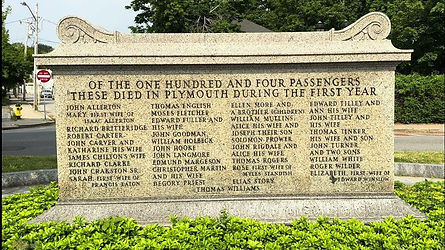 OF THE ONE HUNDRED AND FOUR PASSENGERS
THESE DIED IN PLYMOUTH DURING THE FIRST YEAR
JOHN ALLERTON
MARY, FIRST WIFE OF
ISAAC ALLERTON
RICHARD BRITTERIDGE
ROBERT CARTER
JOHN CARVER AND
KATHARINE HIS WIFE
JAMES CHILTON'S WIFE
RICHARD CLARKE
JOHN CRAKSTON SR
SARAH, FIRST WIFE OF
FRANCIS EATON
THOMAS ENGLISH
MOSES FLETCHER
EDWARD FULLER AND
HIS WIFE
JOHN GOODMAN
WILLIAM HOLBECK
JOHN HOOKE
JOHN LANGMORE
EDMUND MARGESON
CHRISTOPHER MARTIN
AND HIS WIFE
DEGORY PRIEST
THOMAS WILLIAMS
ELLEN MORE AND
A BROTHER (CHILDREN)
WILLIAM MULLINS
ALICE HIS WIFE AND
JOSEPH THEIR SON
SOLOMON PROWER
JOHN RIGDALE AND
ALICE HIS WIFE
THOMAS ROGERS
ROSE, FIRST WIFE OF
MYLES STANDISH
ELIAS STORY
EDWARD TILLEY AND
ANN HIS WIFE
JOHN TILLEY AND
HIS WIFE
THOMAS TINKER
HIS WIFE AND SON
JOHN TURNER
AND TWO SONS
WILLIAM WHITE
ROGER WILDER
ELIZABETH, FIRST WIFE OF
EDWARD WINSLOW